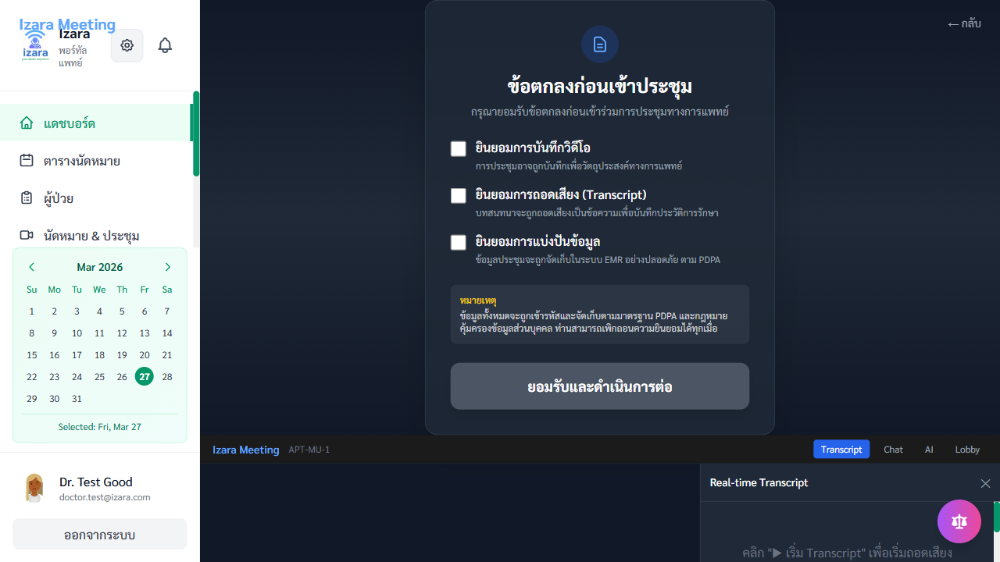 Izara Meeting
Izara
พอร์ทัล
แพทย์
izara
แดชบอร์ด
ตารางนัดหมาย
ผู้ป่วย
นัดหมาย & ประชุม
Mar 2026
Su Mo Tu We Th Fr Sa
1 2 3 4 5 6 7
8 9 10 11 12 13 14
15 16 17 18 19 20 21
22 23 24 25 26 27 28
29 30 31
Selected: Fri, Mar 27
Dr. Test Good
doctor.test@izara.com
ออกจากระบบ
← กลับ
ข้อตกลงก่อนเข้าประชุม
กรุณายอมรับข้อตกลงก่อนเข้าร่วมการประชุมทางการแพทย์
ยินยอมการบันทึกวิดีโอ
การประชุมอาจถูกบันทึกเพื่อวัตถุประสงค์ทางการแพทย์
ยินยอมการถอดเสียง (Transcript)
บทสนทนาจะถูกถอดเสียงเป็นข้อความเพื่อบันทึกประวัติการรักษา
ยินยอมการแบ่งปันข้อมูล
ข้อมูลประชุมจะถูกจัดเก็บในระบบ EMR อย่างปลอดภัย ตาม PDPA
หมายเหตุ
ข้อมูลทั้งหมดจะถูกเข้ารหัสและจัดเก็บตามมาตรฐาน PDPA และกฎหมาย
คุ้มครองข้อมูลส่วนบุคคล ท่านสามารถเพิกถอนความยินยอมได้ทุกเมื่อ
ยอมรับและดำเนินการต่อ
Izara Meeting APT-MU-1
Transcript Chat AI Lobby
Real-time Transcript
คลิก "▶ เริ่ม Transcript" เพื่อเริ่มถอดเสียง